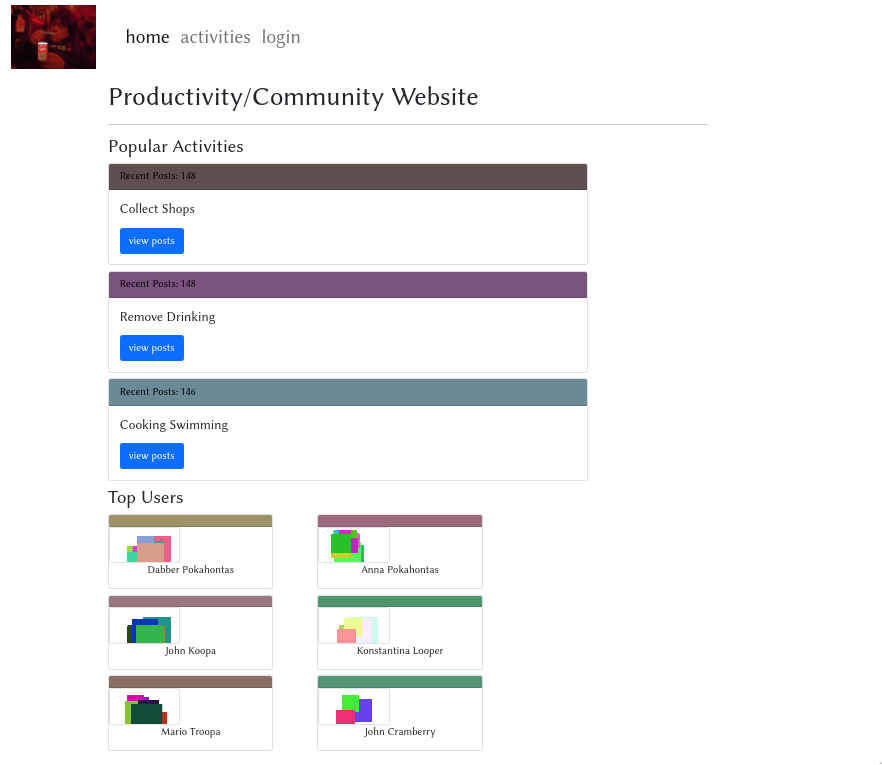 home activities login
Productivity/Community Website
Popular Activities
Recent Posts: 148
Collect Shops
view posts
Recent Posts: 148
Remove Drinking
view posts
Recent Posts: 146
Cooking Swimming
view posts
Top Users
Dabber Pokahontas
Anna Pokahontas
John Koopa
Konstantina Looper
Mario Troopa
John Cramberry